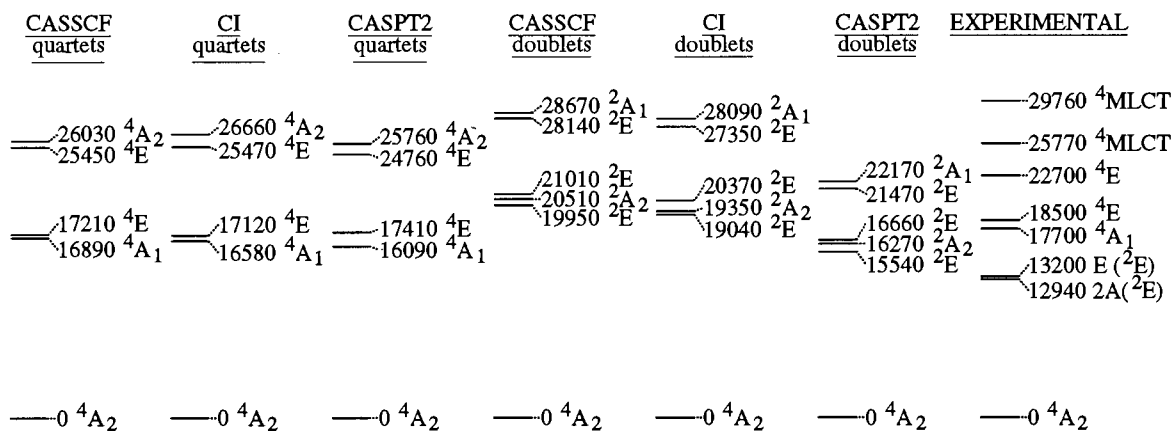 CASSCF quartets
CI quartets
CASPT2 quartets
CASSCF doublets
CI doublets
CASPT2 doublets
EXPERIMENTAL
26030 ⁴A₂
25450 ⁴E
17210 ⁴E
16890 ⁴A₁
0 ⁴A₂
26660 ⁴A₂
25470 ⁴E
17120 ⁴E
16580 ⁴A₁
0 ⁴A₂
25760 ⁴A₂
24760 ⁴E
17410 ⁴E
16090 ⁴A₁
0 ⁴A₂
28670 ²A₁
28140 ²E
21010 ²E
20510 ²A₂
19950 ²E
0 ⁴A₂
28090 ²A₁
27350 ²E
20370 ²E
19350 ²A₂
19040 ²E
0 ⁴A₂
22170 ²A₁
21470 ²E
16660 ²E
16270 ²A₂
15540 ²E
0 ⁴A₂
29760 ⁴MLCT
25770 ⁴MLCT
22700 ⁴E
18500 ⁴E
17700 ⁴A₁
13200 E (²E)
12940 2A(²E)
0 ⁴A₂